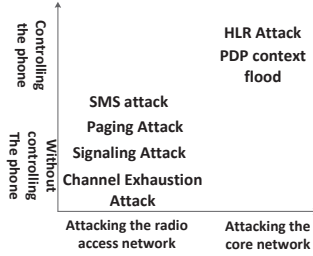 Controlling
the phone
Without
controlling
The phone
HLR Attack
PDP context
flood
SMS attack
Paging Attack
Signaling Attack
Channel Exhaustion
Attack
Attacking the radio
access network
Attacking the
core network